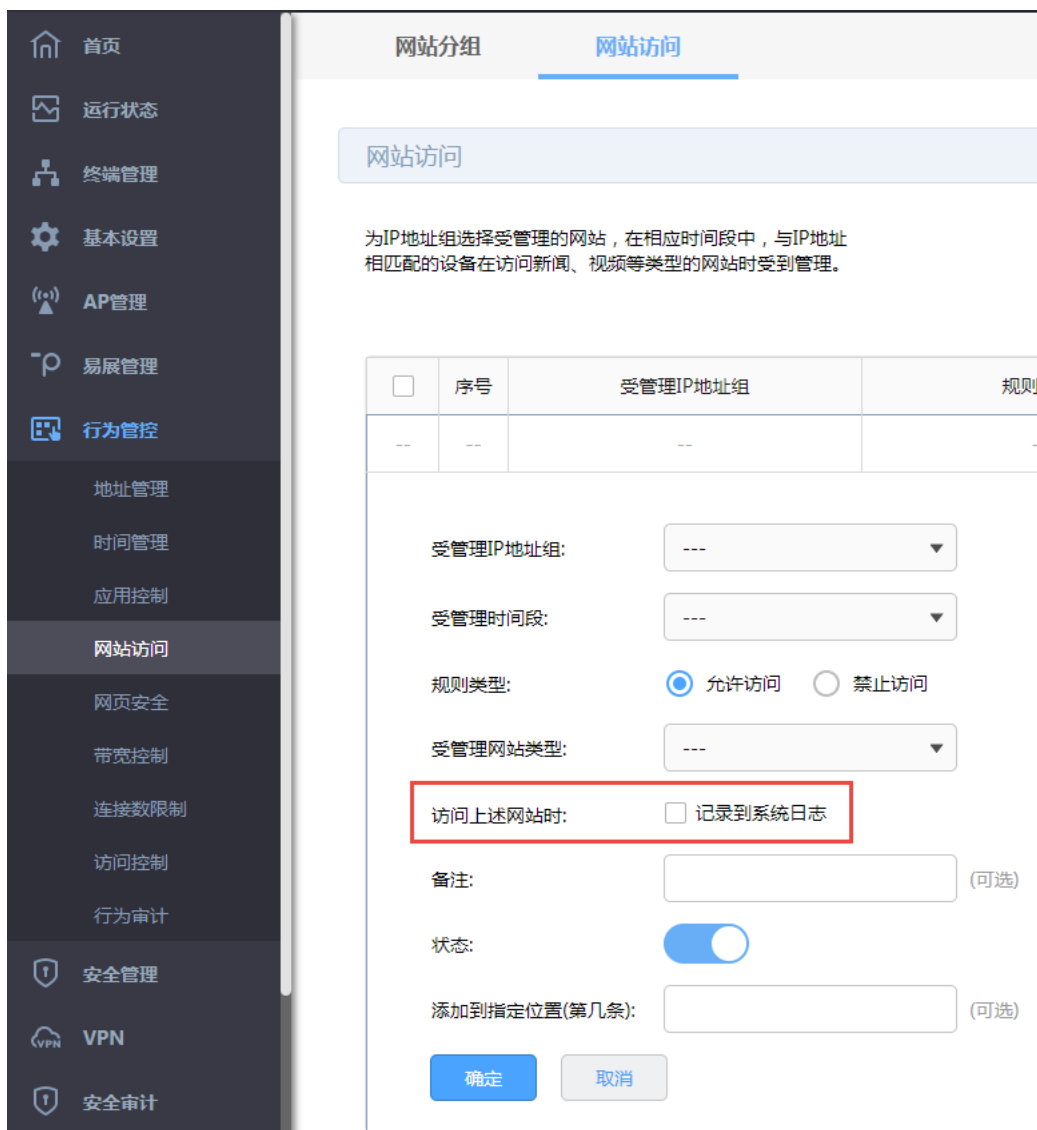 首页
运行状态
终端管理
基本设置
AP管理
易展管理
行为管控
地址管理
时间管理
应用控制
网站访问
网页安全
带宽控制
连接数限制
访问控制
行为审计
安全管理
VPN
VPN
安全审计
网站分组 网站访问
网站访问
为IP地址组选择受管理的网站，在相应时间段中，与IP地址
相匹配的设备在访问新闻、视频等类型的网站时受到管理。
序号 受管理IP地址组 规则
-- -- -- -
受管理IP地址组: ---
受管理时间段: ---
规则类型: 允许访问 禁止访问
受管理网站类型: ---
访问上述网站时: 记录到系统日志
备注: (可选)
状态:
添加到指定位置(第几条): (可选)
确定 取消